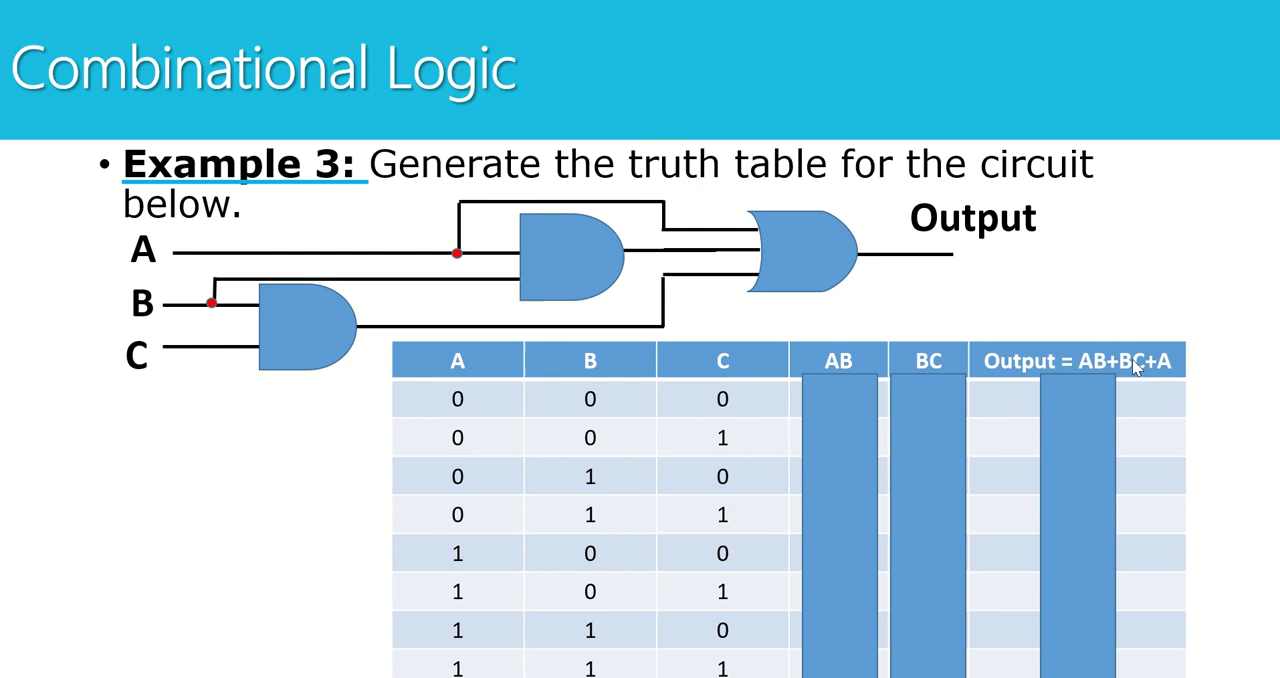 Combinational Logic
• Example 3: Generate the truth table for the circuit
below.
Output
A
B
C
A B C AB BC Output = AB+BC+A
0 0 0
0 0 1
0 1 0
0 1 1
1 0 0
1 0 1
1 1 0
1 1 1